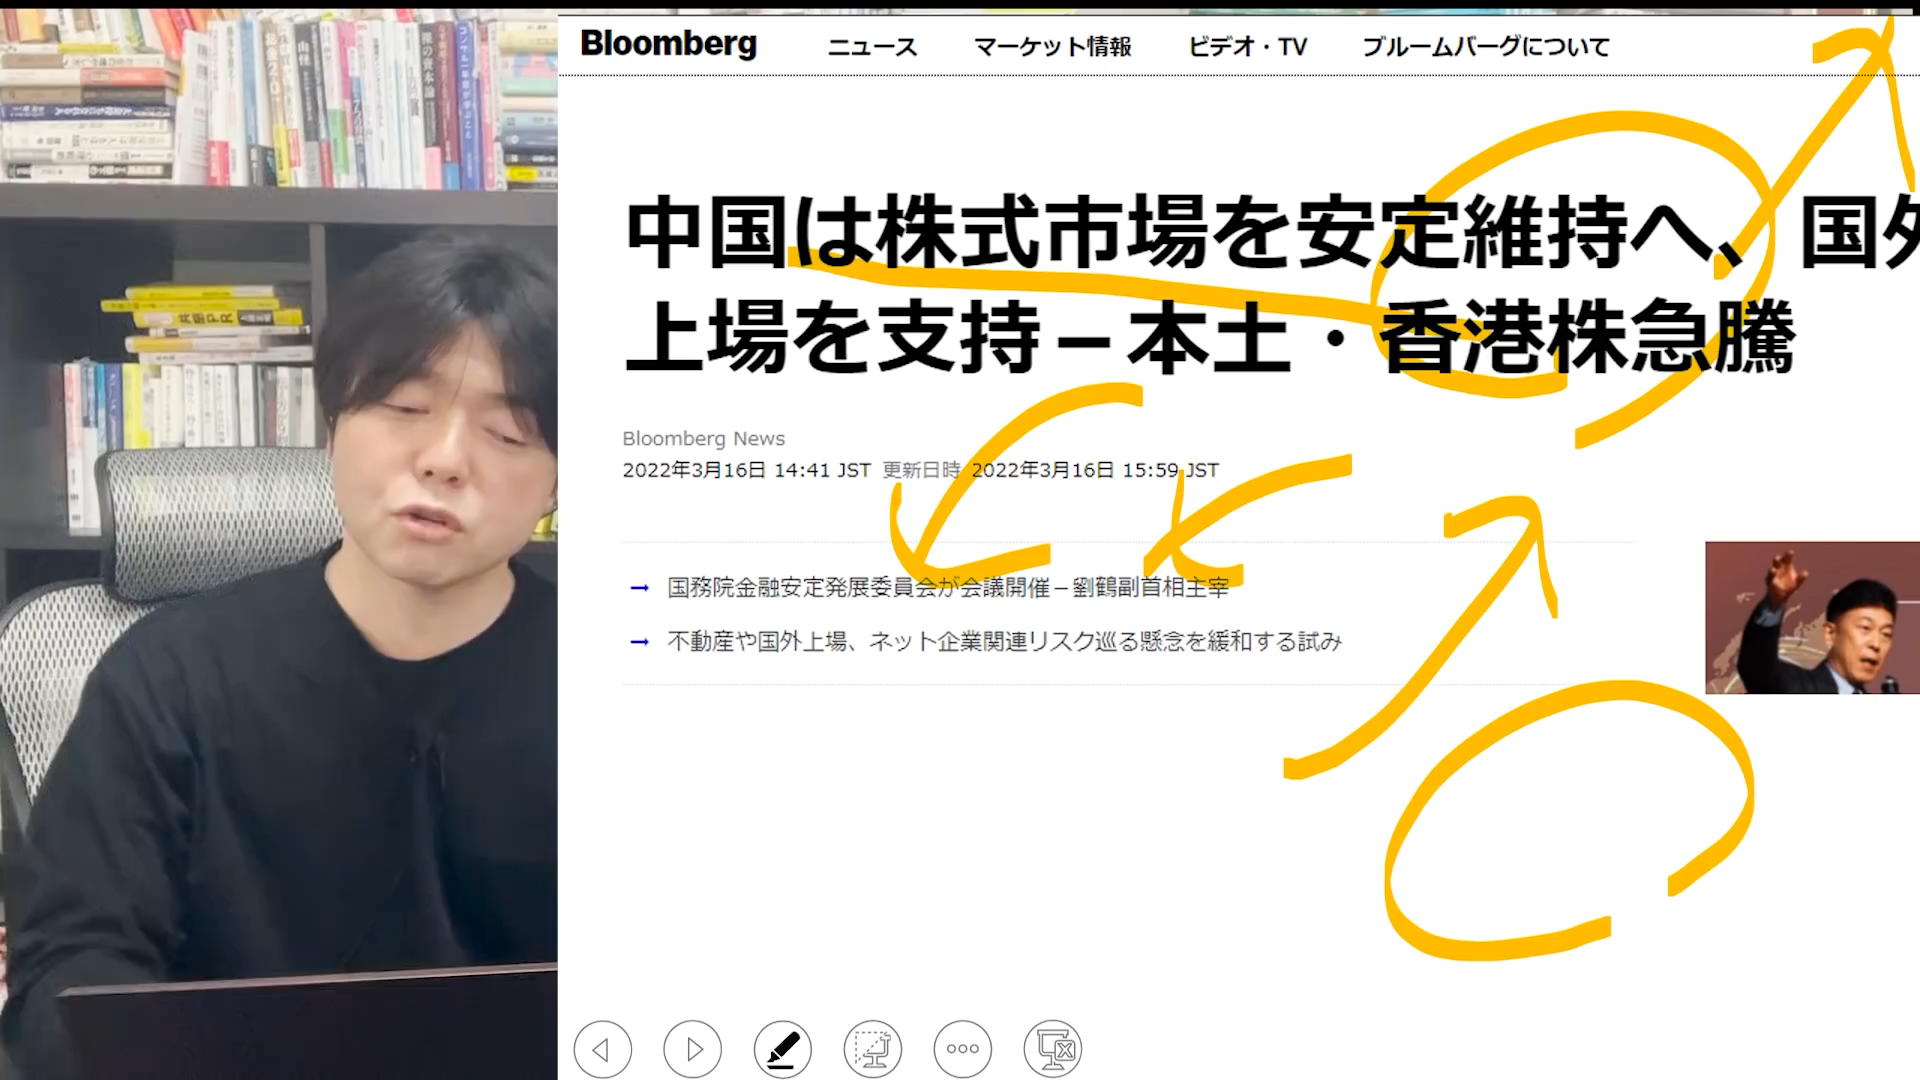 Bloomberg ニュース マーケット情報 ビデオ・TV ブルームバーグについて
中国は株式市場を安定維持へ、国外
上場を支持－本土・香港株急騰
Bloomberg News
2022年3月16日 14:41 JST 更新日時 2022年3月16日 15:59 JST
→ 国務院金融安定発展委員会が会議開催－劉鶴副首相主宰
→ 不動産や国外上場、ネット企業関連リスク巡る懸念を緩和する試み
裸の資本論